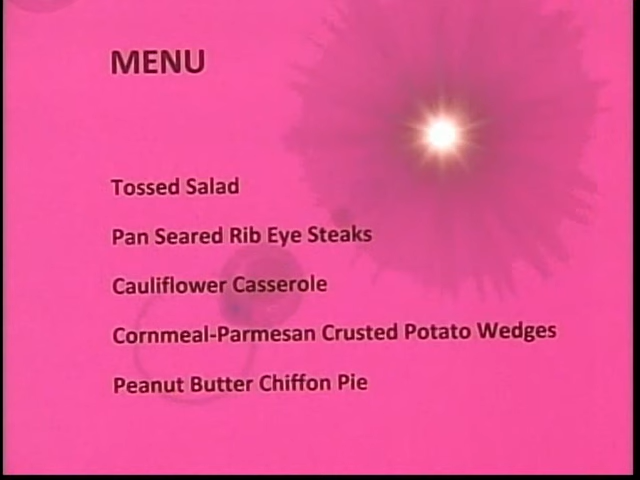 MENU
Tossed Salad
Pan Seared Rib Eye Steaks
Cauliflower Casserole
Cornmeal-Parmesan Crusted Potato Wedges
Peanut Butter Chiffon Pie